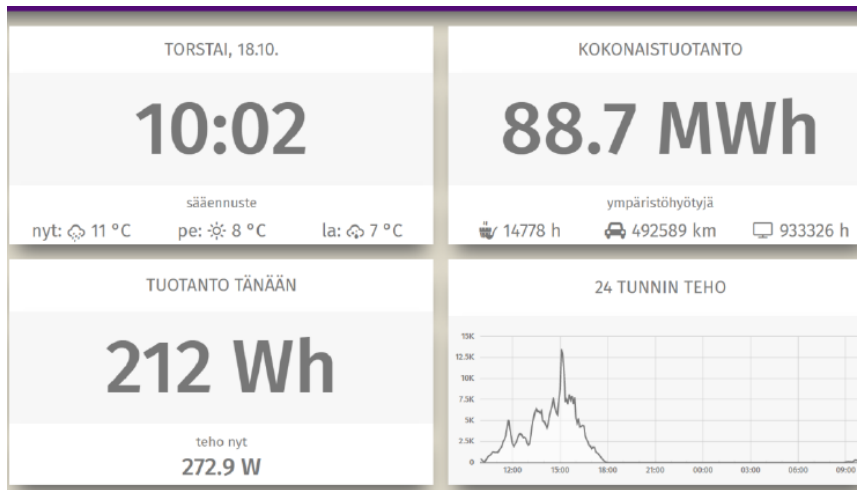 TORSTAI, 18.10.
10:02
sääennuste
nyt: 11 °C pe: 8 °C la: 7 °C
KOKONAISTUOTANTO
88.7 MWh
ympäristöhyötyjä
14778 h 492589 km 933326 h
TUOTANTO TÄNÄÄN
212 Wh
teho nyt
272.9 W
24 TUNNIN TEHO
15K
12.5K
10K
7.5K
5K
2.5K
0
12:00 15:00 18:00 21:00 00:00 03:00 06:00 09:00